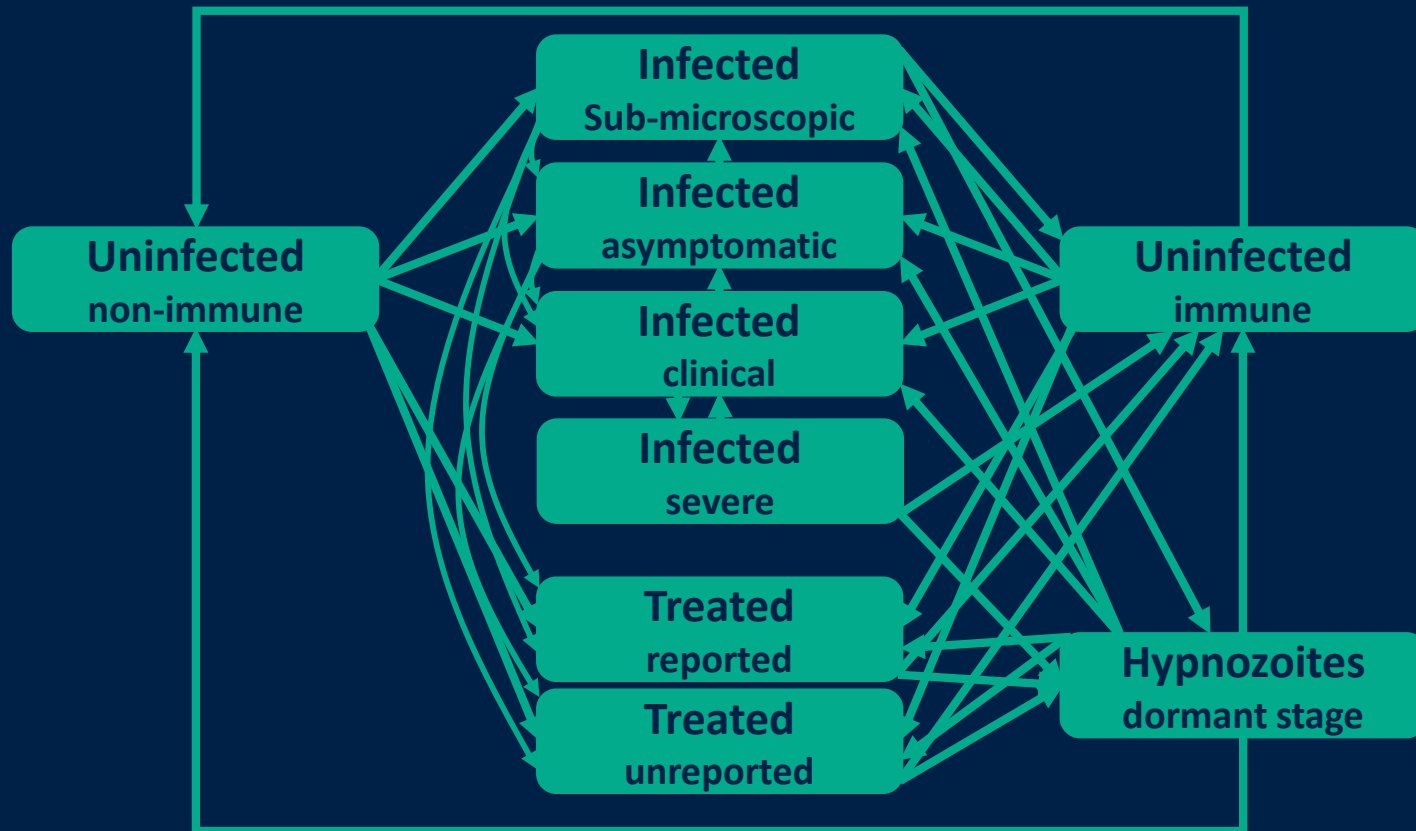 Infected
Sub-microscopic
Infected
asymptomatic
Uninfected
non-immune
Uninfected
immune
Infected
clinical
Infected
severe
Treated
reported
Hypnozoites
dormant stage
Treated
unreported